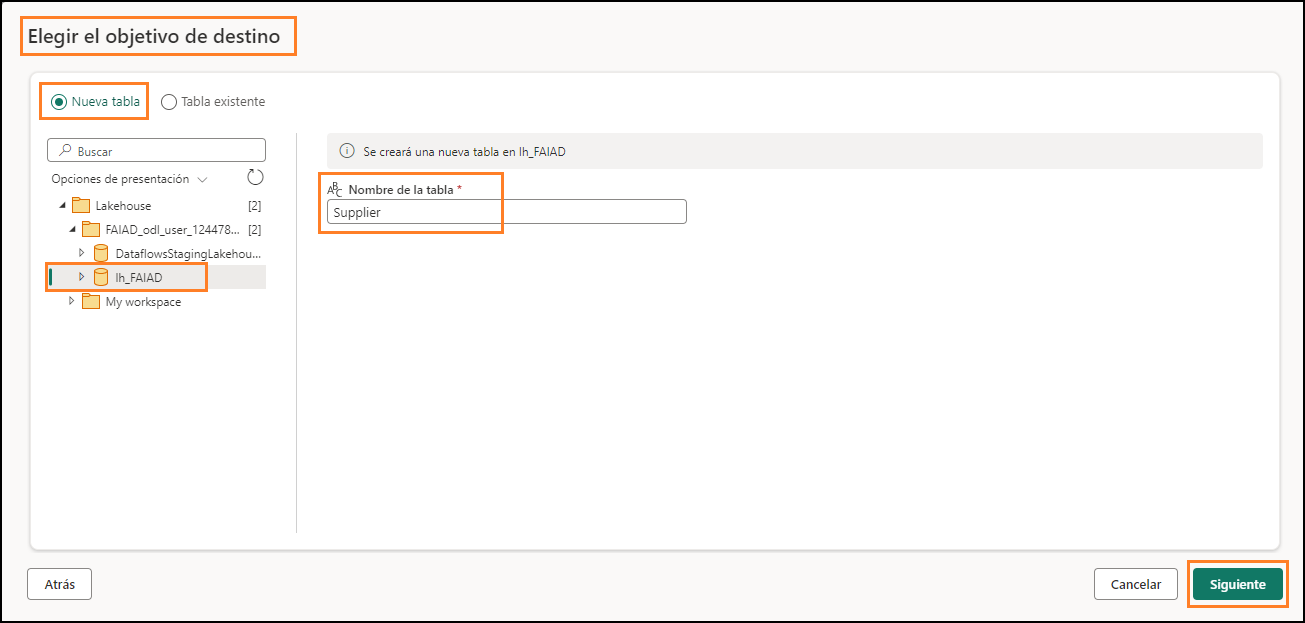 Elegir el objetivo de destino
Nueva tabla
Tabla existente
Buscar
Opciones de presentación
Lakehouse [2]
FAIAD_odl_user_124478... [2]
DataflowsStagingLakehou...
lh_FAIAD
My workspace
Se creará una nueva tabla en lh_FAIAD
ABC Nombre de la tabla *
Supplier
Atrás
Cancelar
Siguiente